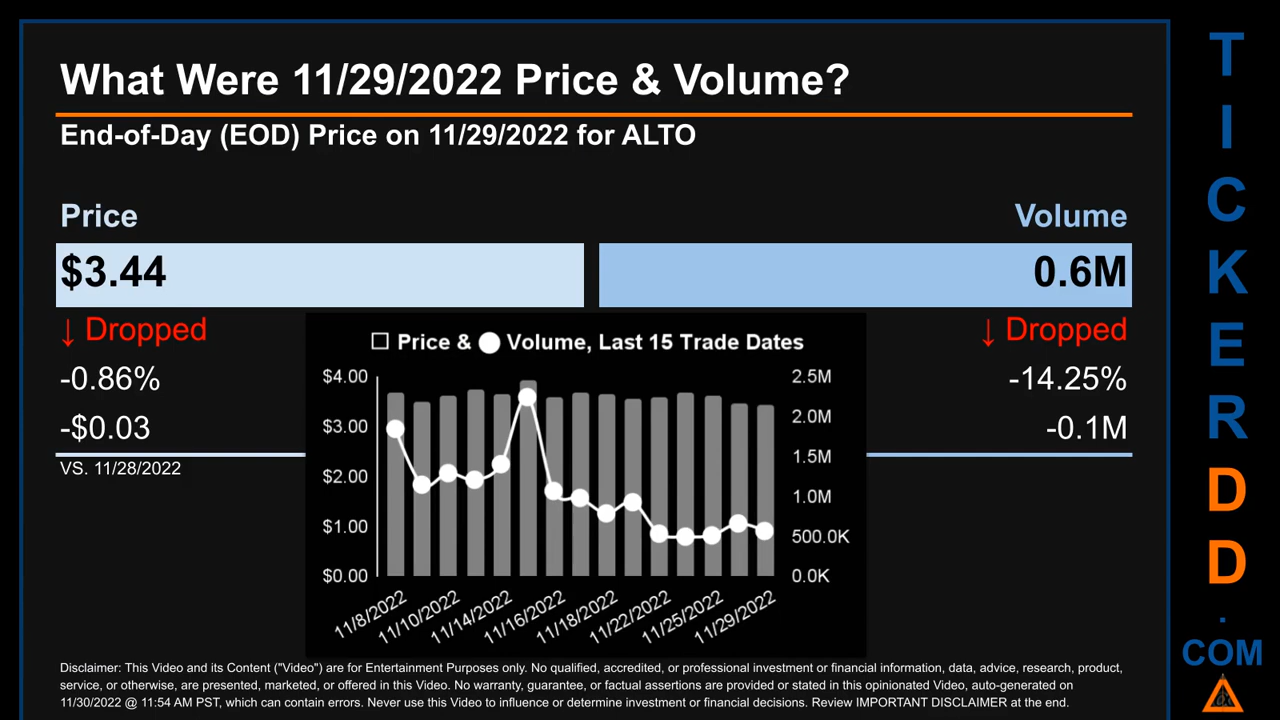 What Were 11/29/2022 Price & Volume?
End-of-Day (EOD) Price on 11/29/2022 for ALTO
Price
Volume
$3.44
0.6M
↓ Dropped
↓ Dropped
-0.86%
-14.25%
-$0.03
-0.1M
VS. 11/28/2022
Price & Volume, Last 15 Trade Dates
$4.00
$3.00
$2.00
$1.00
$0.00
2.5M
2.0M
1.5M
1.0M
500.0K
0.0K
11/8/2022
11/10/2022
11/14/2022
11/16/2022
11/18/2022
11/22/2022
11/25/2022
11/29/2022
Disclaimer: This Video and its Content ("Video") are for Entertainment Purposes only. No qualified, accredited, or professional investment or financial information, data, advice, research, product,
service, or otherwise, are presented, marketed, or offered in this Video. No warranty, guarantee, or factual assertions are provided or stated in this opinionated Video, auto-generated on
11/30/2022 @ 11:54 AM PST, which can contain errors. Never use this Video to influence or determine investment or financial decisions. Review IMPORTANT DISCLAIMER at the end.
TICKERDD.COM